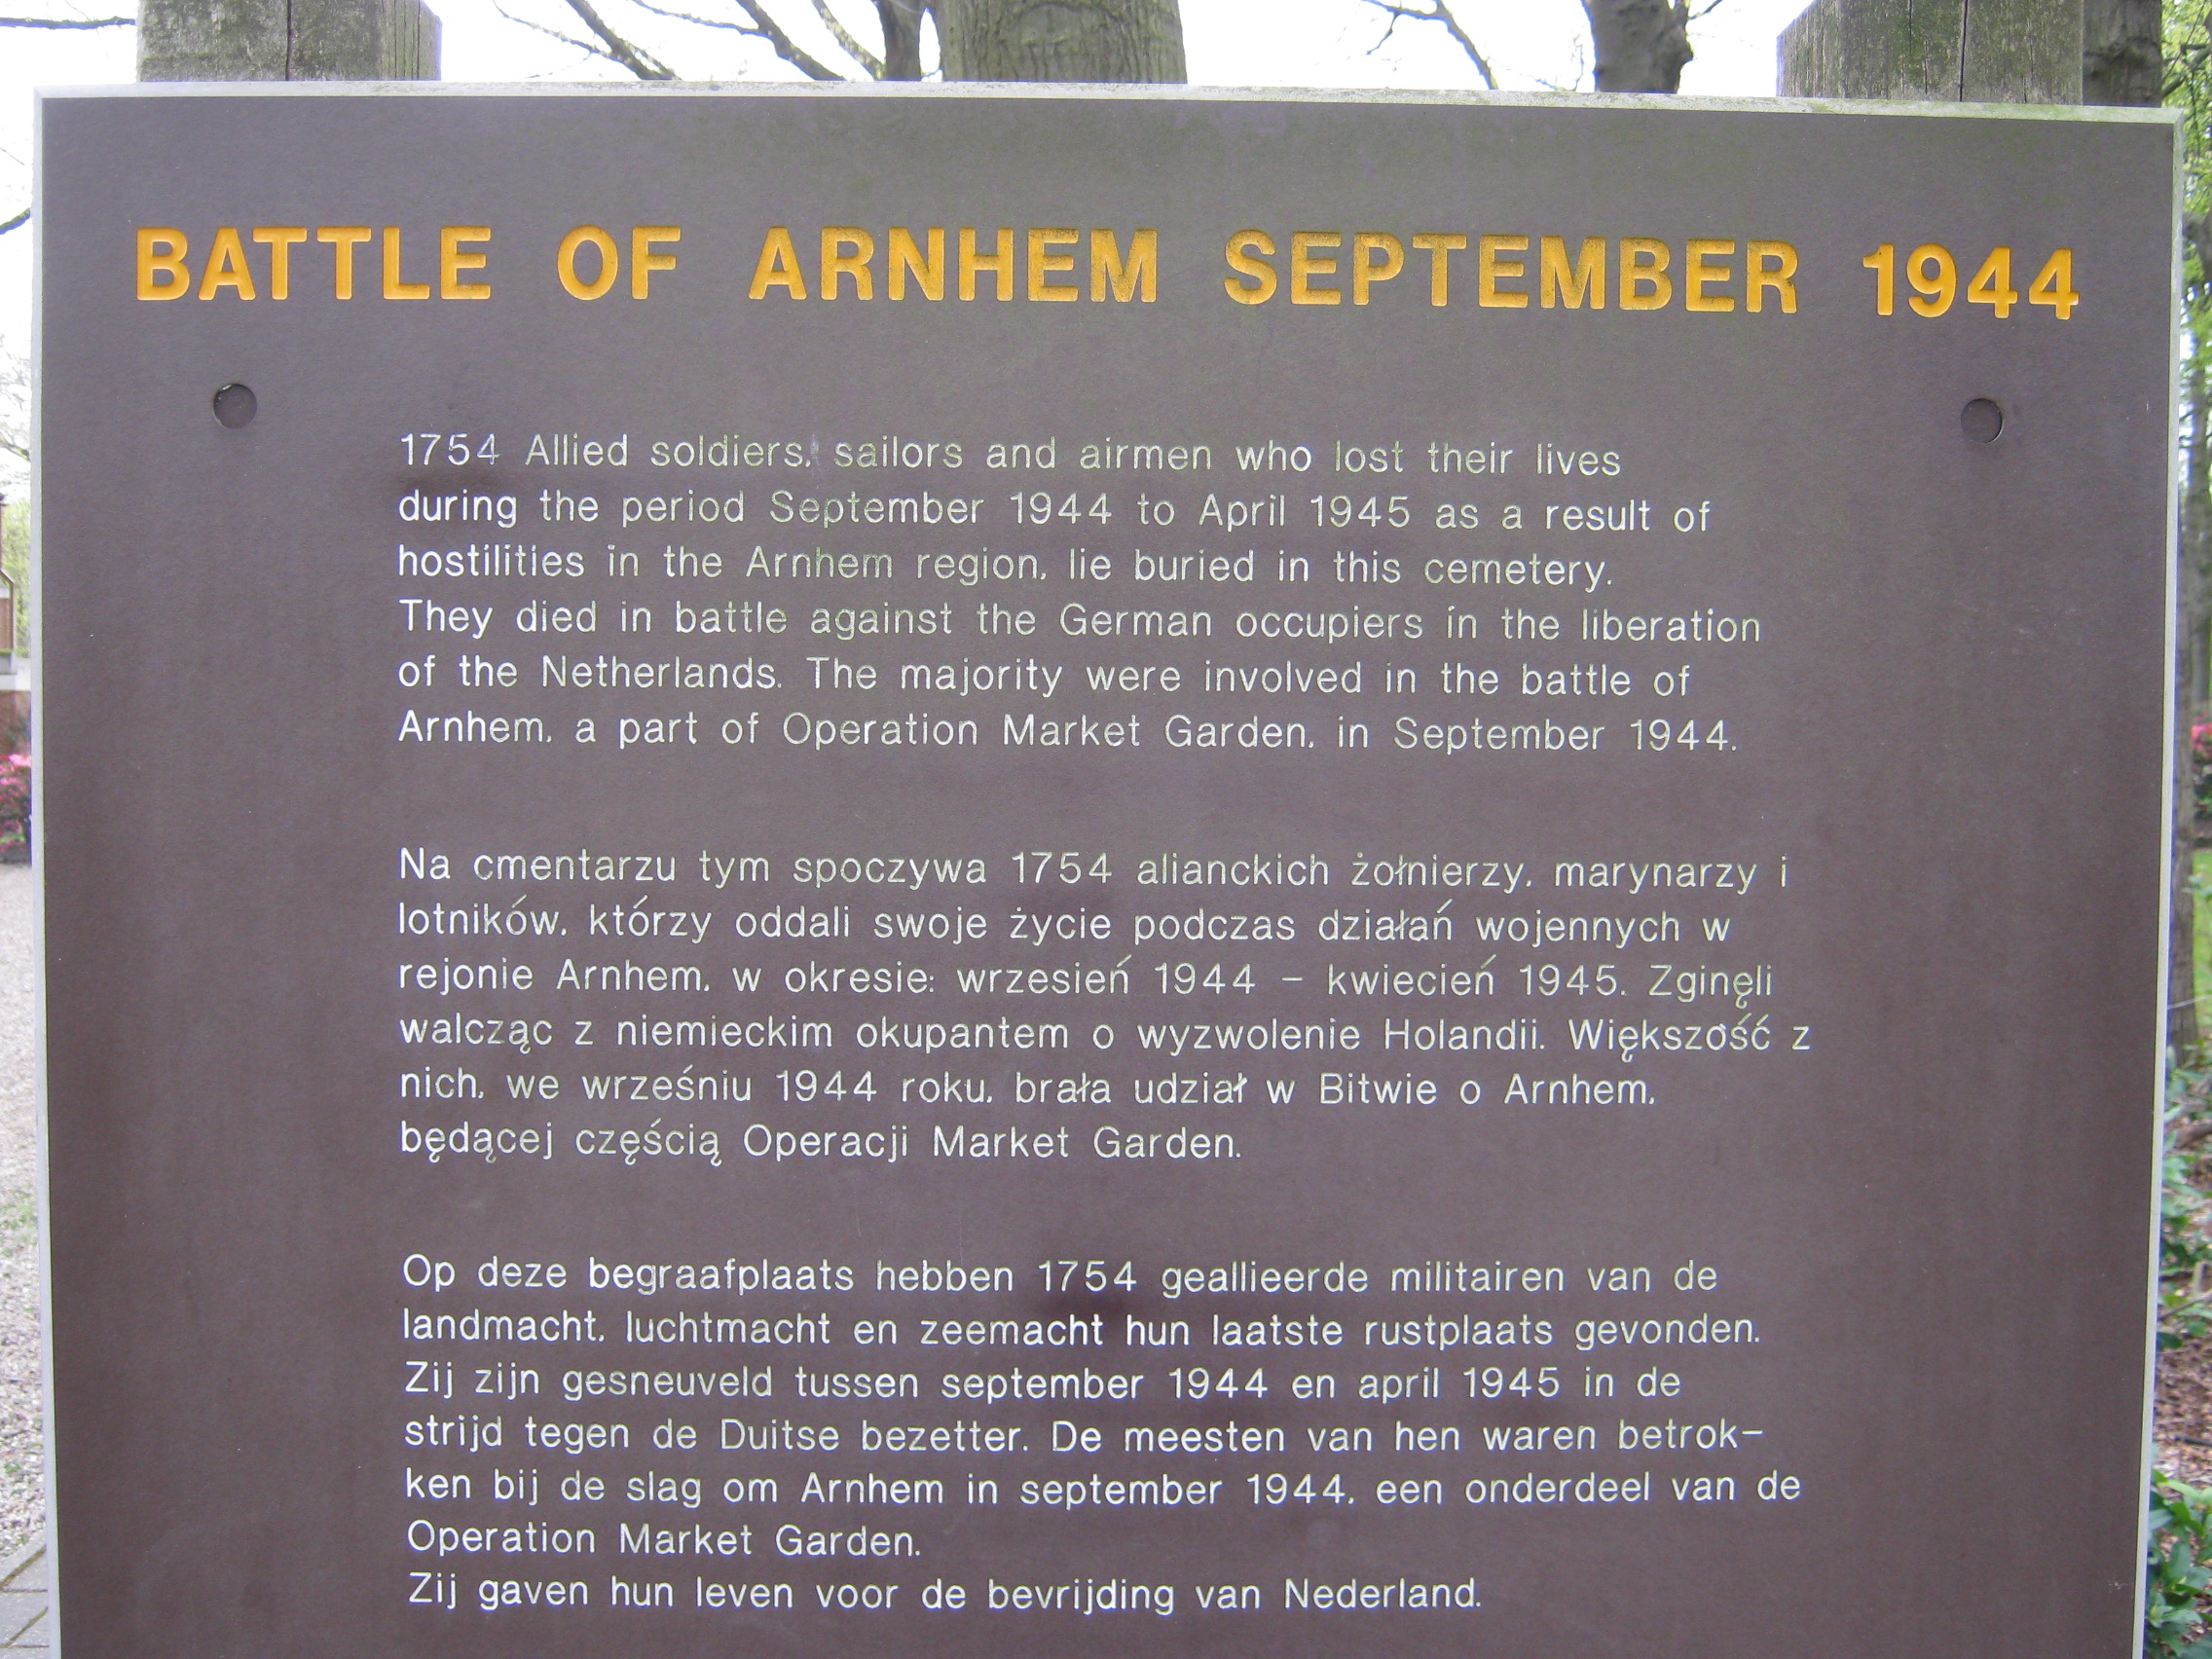 BATTLE OF ARNHEM SEPTEMBER 1944
1754 Allied soldiers, sailors and airmen who lost their lives
during the period September 1944 to April 1945 as a result of
hostilities in the Arnhem region, lie buried in this cemetery.
They died in battle against the German occupiers in the liberation
of the Netherlands. The majority were involved in the battle of
Arnhem, a part of Operation Market Garden, in September 1944.
Na cmentarzu tym spoczywa 1754 alianckich żołnierzy, marynarzy i
lotników, którzy oddali swoje życie podczas działań wojennych w
rejonie Arnhem, w okresie: wrzesień 1944 – kwiecień 1945. Zginęli
walcząc z niemieckim okupantem o wyzwolenie Holandii. Większość z
nich, we wrześniu 1944 roku, brała udział w Bitwie o Arnhem,
będącej częścią Operacji Market Garden.
Op deze begraafplaats hebben 1754 geallieerde militairen van de
landmacht, luchtmacht en zeemacht hun laatste rustplaats gevonden.
Zij zijn gesneuveld tussen september 1944 en april 1945 in de
strijd tegen de Duitse bezetter. De meesten van hen waren betrok-
ken bij de slag om Arnhem in september 1944, een onderdeel van de
Operation Market Garden.
Zij gaven hun leven voor de bevrijding van Nederland.